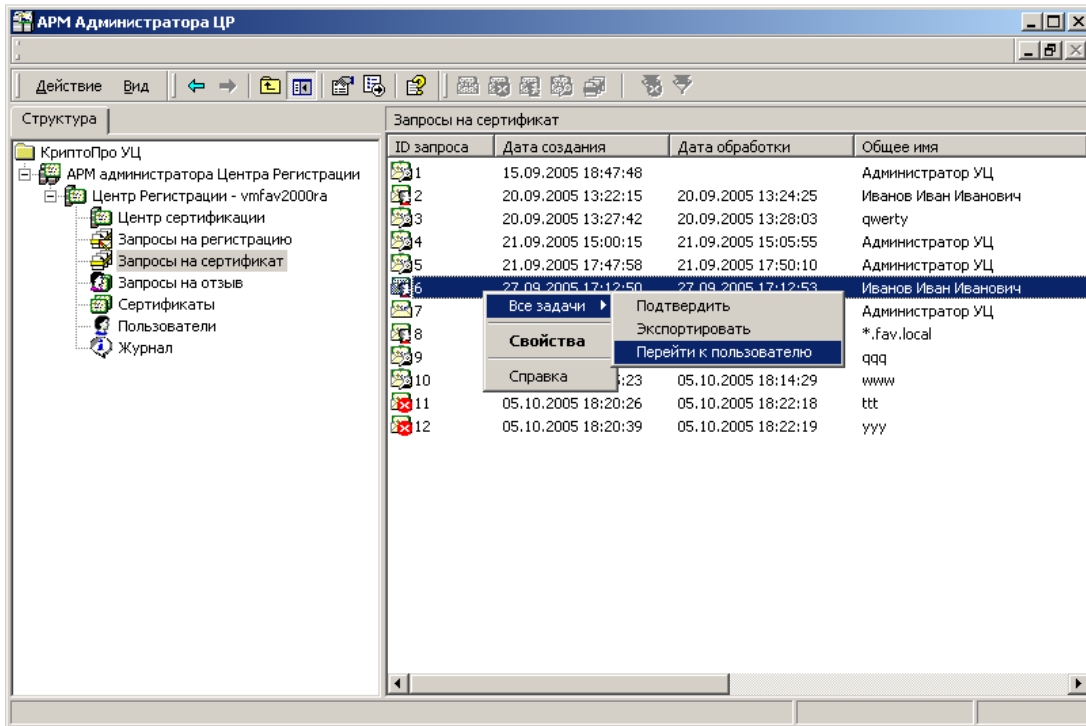 АРМ Администратора ЦР
Действие Вид
Структура
Запросы на сертификат
КриптоПро УЦ
АРМ администратора Центра Регистрации
Центр Регистрации - vmfav2000ra
Центр сертификации
Запросы на регистрацию
Запросы на сертификат
Запросы на отзыв
Сертификаты
Пользователи
Журнал
ID запроса Дата создания Дата обработки Общее имя
1 15.09.2005 18:47:48 Администратор УЦ
2 20.09.2005 13:22:15 20.09.2005 13:24:25 Иванов Иван Иванович
3 20.09.2005 13:27:42 20.09.2005 13:28:03 qwerty
4 21.09.2005 15:00:15 21.09.2005 15:05:55 Администратор УЦ
5 21.09.2005 17:47:58 21.09.2005 17:50:10 Администратор УЦ
6 27.09.2005 17:12:50 27.09.2005 17:12:53 Иванов Иван Иванович
7 Администратор УЦ
8 *.fav.local
9 qqq
10 :23 05.10.2005 18:14:29 www
11 05.10.2005 18:20:26 05.10.2005 18:22:18 ttt
12 05.10.2005 18:20:39 05.10.2005 18:22:19 yyy
Все задачи
Свойства
Справка
Подтвердить
Экспортировать
Перейти к пользователю